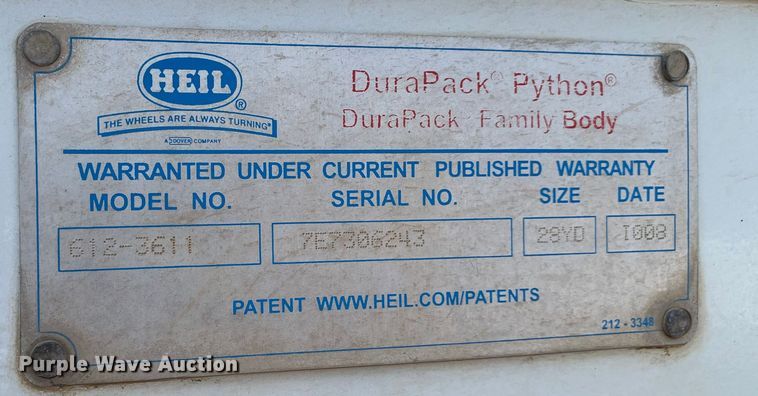 HEIL®
THE WHEELS ARE ALWAYS TURNING®
A DOVER COMPANY
DuraPack® Python®
DuraPack® Family Body
WARRANTED UNDER CURRENT PUBLISHED WARRANTY
MODEL NO. SERIAL NO. SIZE DATE
612-3611 7E7306243 28YD I008
PATENT WWW.HEIL.COM/PATENTS
212 - 3348
Purple Wave Auction